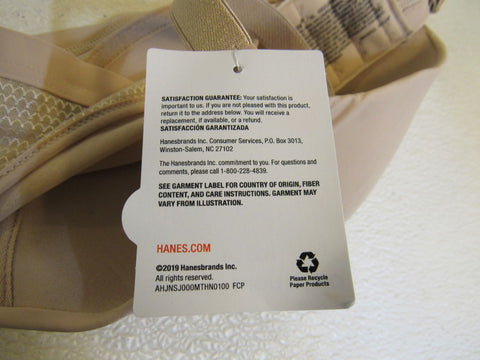 SATISFACTION GUARANTEE: Your satisfaction is
important to us. If you are not pleased with this product,
return it to the address below. You will receive a
replacement, if available, or a refund.
SATISFACCIÓN GARANTIZADA
Hanesbrands Inc. Consumer Services, P.O. Box 3013,
Winston-Salem, NC 27102
The Hanesbrands Inc. commitment to you. For questions and
comments, please call 1-800-228-4839.
SEE GARMENT LABEL FOR COUNTRY OF ORIGIN, FIBER
CONTENT, AND CARE INSTRUCTIONS. GARMENT MAY
VARY FROM ILLUSTRATION.
HANES.COM
©2019 Hanesbrands Inc.
All rights reserved.
AHJNSJ000MTHN0100 FCP
Please Recycle
Paper Products